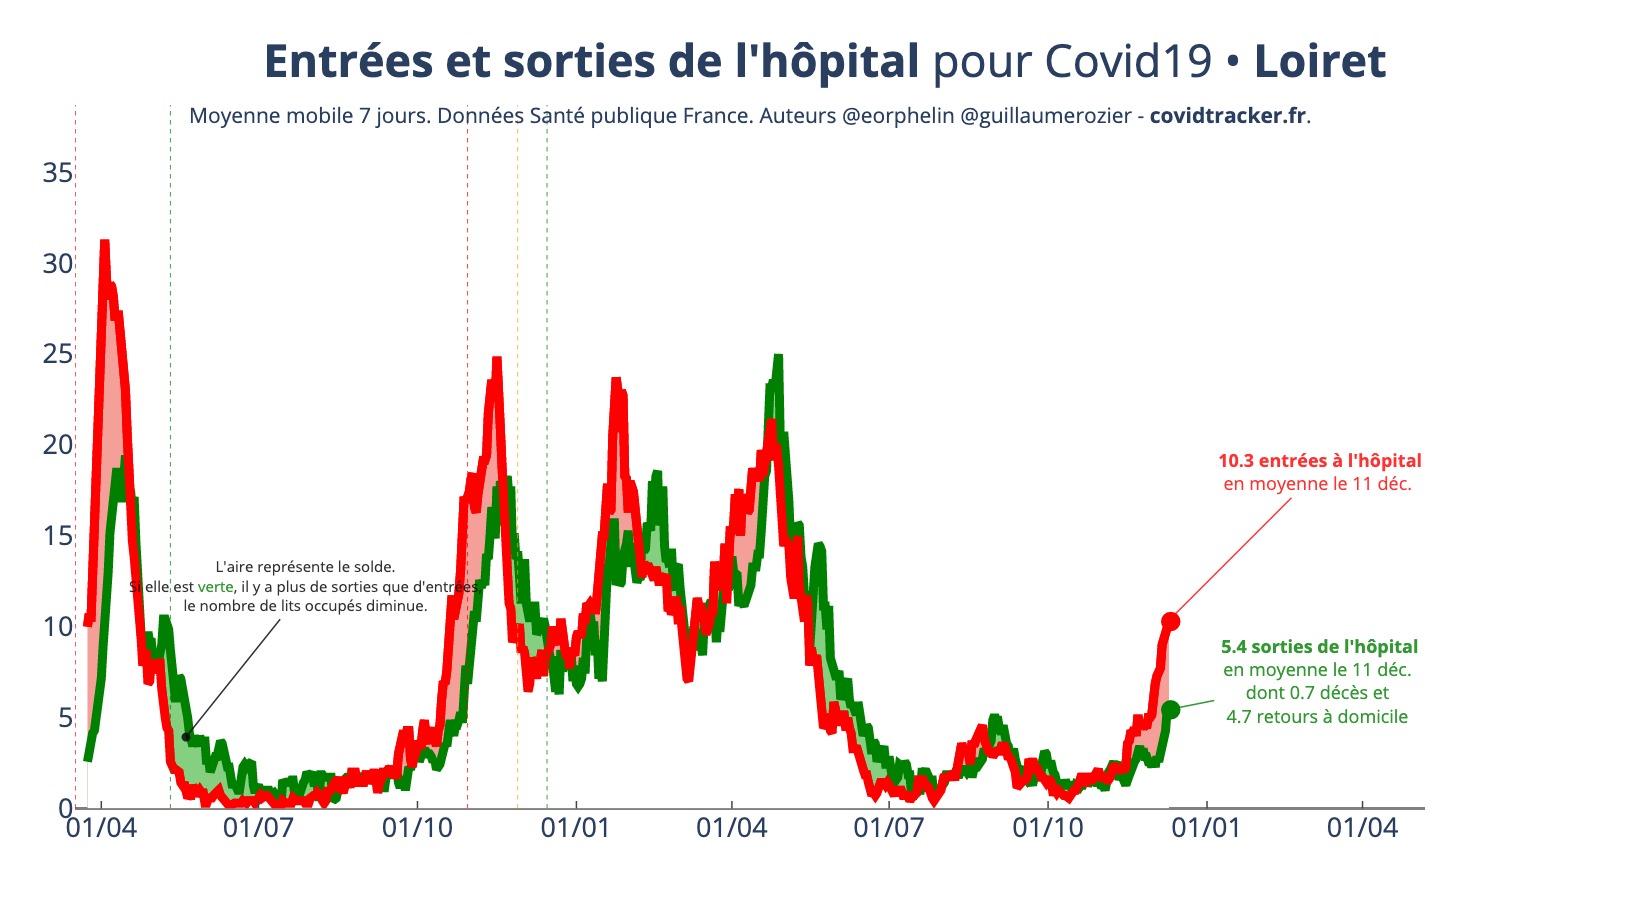 Entrées et sorties de l'hôpital pour Covid19 • Loiret
Moyenne mobile 7 jours. Données Santé publique France. Auteurs @eorphelin @guillaumerozier - covidtracker.fr.
35
30
25
20
15
10
5
0
10.3 entrées à l'hôpital
en moyenne le 11 déc.
L'aire représente le solde.
Si elle est verte, il y a plus de sorties que d'entrées,
le nombre de lits occupés diminue.
5.4 sorties de l'hôpital
en moyenne le 11 déc.
dont 0.7 décès et
4.7 retours à domicile
01/04 01/07 01/10 01/01 01/04 01/07 01/10 01/01 01/04